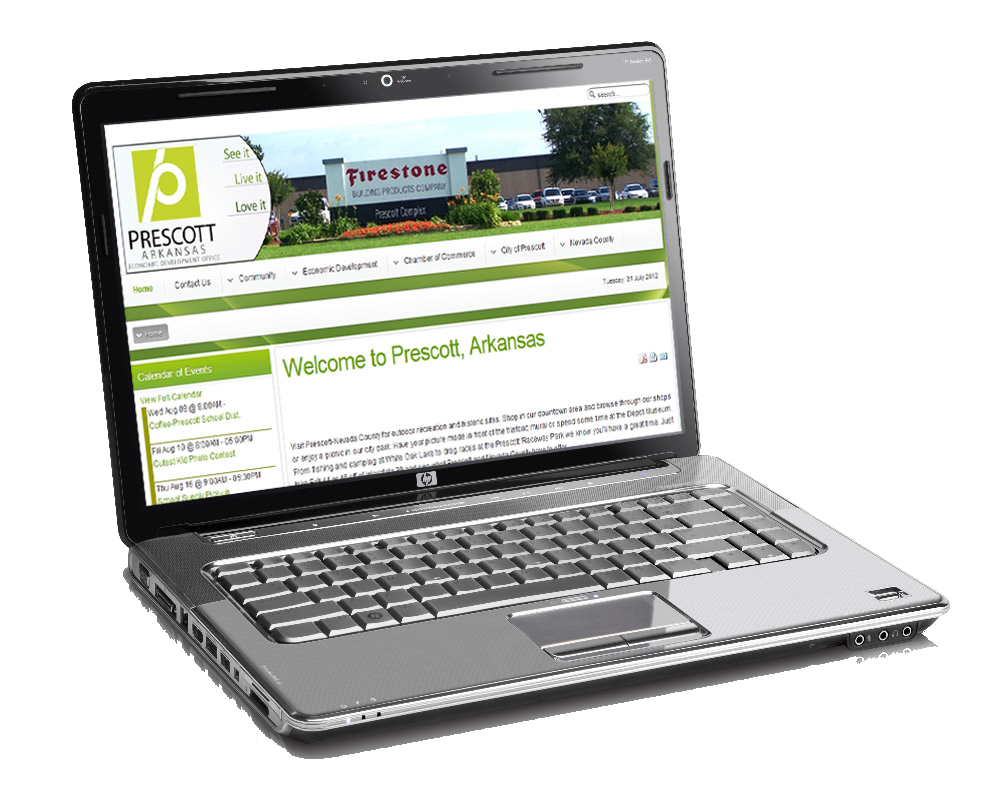 search...
See it
Live it
Love it
PRESCOTT
ARKANSAS
ECONOMIC DEVELOPMENT OFFICE
Firestone
BUILDING PRODUCTS COMPANY
Prescott Complex
Home
Contact Us
Community
Economic Development
Chamber of Commerce
City of Prescott
Nevada County
Tuesday, 31 July 2012
Home
Calendar of Events
View Full Calendar
Wed Aug 08 @ 8:00AM -
Coffee-Prescott School Dist.
Fri Aug 10 @ 8:00AM - 05:00PM
Cutest Kid Photo Contest
Thu Aug 16 @ 9:00AM - 05:30PM
School Supply
Welcome to Prescott, Arkansas
Visit Prescott-Nevada County for outdoor recreation and historic sites. Shop in our downtown area and browse through our shops
or enjoy a picnic in our city park. Have your picture made in front of the historic mural or spend some time at the Depot Museum.
From fishing and camping at White Oak Lake to drag races at the Prescott Raceway Park we know you'll have a great time. Just
hp